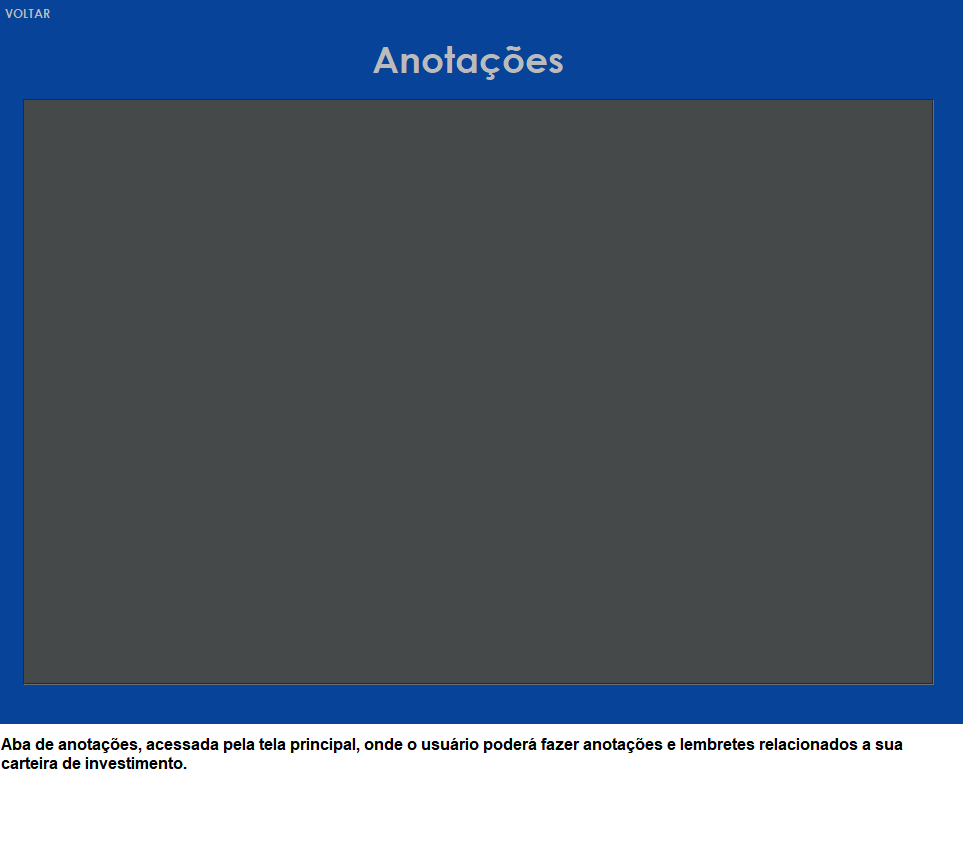 VOLTAR
Anotações
Aba de anotações, acessada pela tela principal, onde o usuário poderá fazer anotações e lembretes relacionados a sua
carteira de investimento.